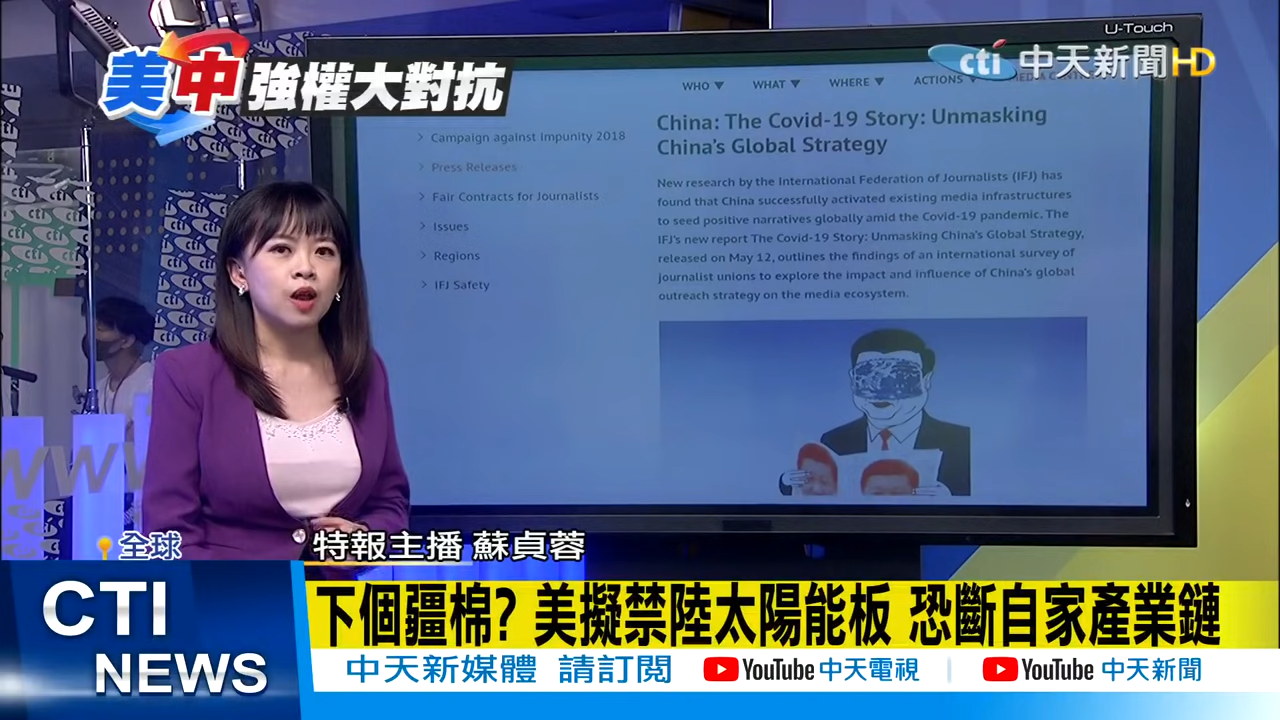 U-Touch
美中強權大對抗
cti 中天新聞HD
WHO ▼ WHAT ▼ WHERE ▼ ACTIONS
China: The Covid-19 Story: Unmasking
China's Global Strategy
New research by the International Federation of Journalists (IFJ) has
found that China successfully activated existing media infrastructures
to seed positive narratives globally amid the Covid-19 pandemic. The
IFJ's new report The Covid-19 Story: Unmasking China's Global Strategy,
released on May 12, outlines the findings of an international survey of
journalist unions to explore the impact and influence of China's global
outreach strategy on the media ecosystem.
> Campaign against Impunity 2018
> Press Releases
> Fair Contracts for Journalists
> Issues
> Regions
> IFJ Safety
cti
全球
特報主播 蘇貞蓉
CTI
NEWS
下個疆棉? 美擬禁陸太陽能板 恐斷自家產業鏈
中天新媒體 請訂閱 YouTube 中天電視 | YouTube 中天新聞